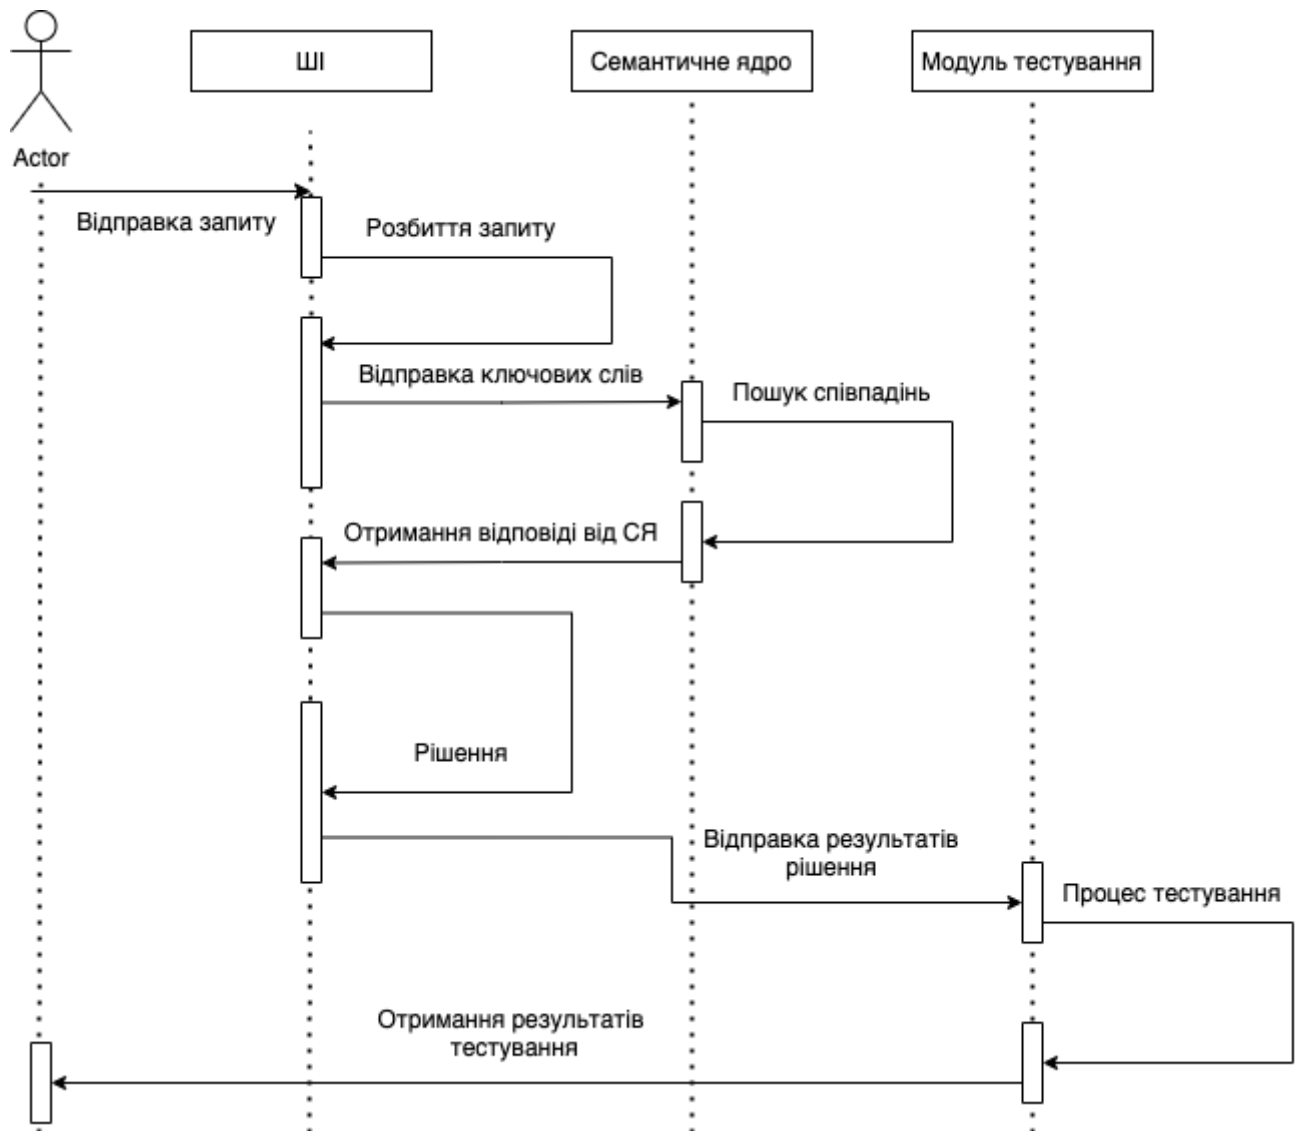 ШІ
Семантичне ядро
Модуль тестування
Actor
Відправка запиту
Розбиття запиту
Відправка ключових слів
Пошук співпадінь
Отримання відповіді від СЯ
Рішення
Відправка результатів
рішення
Процес тестування
Отримання результатів
тестування